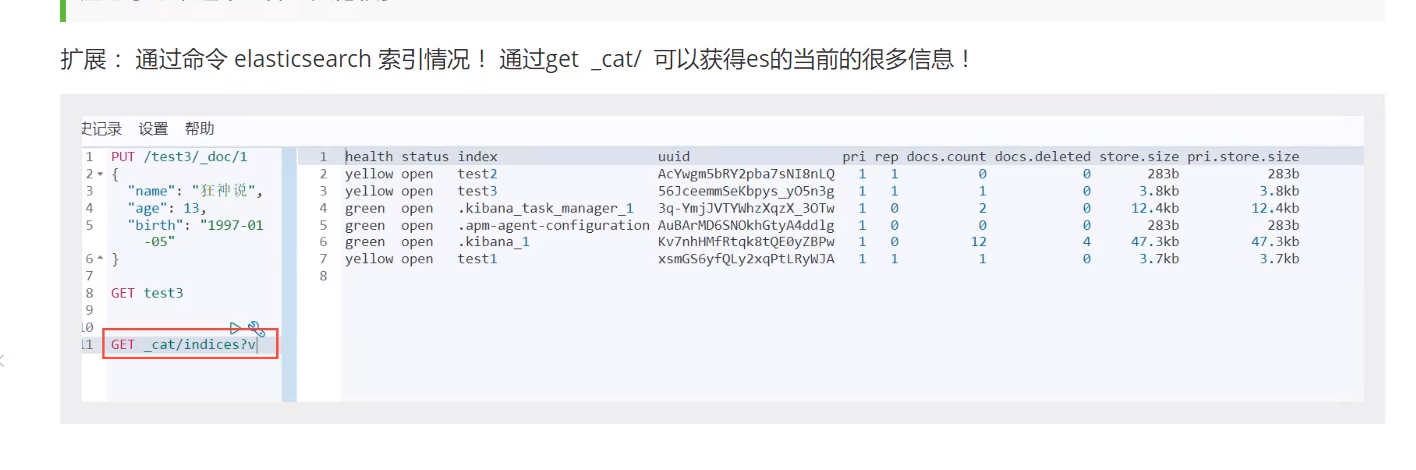 扩展： 通过命令 elasticsearch 索引情况！ 通过get _cat/ 可以获得es的当前的很多信息！
史记录 设置 帮助
1 PUT /test3/_doc/1
2 {
3 "name": "狂神说",
4 "age": 13,
5 "birth": "1997-01
-05"
6 }
7
8 GET test3
9
10
11 GET _cat/indices?v
1 health status index uuid pri rep docs.count docs.deleted store.size pri.store.size
2 yellow open test2 AcYwgm5bRY2pba7sNI8nLQ 1 1 0 0 283b 283b
3 yellow open test3 56JceemmSeKbpys_yO5n3g 1 1 1 0 3.8kb 3.8kb
4 green open .kibana_task_manager_1 3q-YmjJVTYWhzXqzX_3OTw 1 0 2 0 12.4kb 12.4kb
5 green open .apm-agent-configuration AuBArMD6SNOkhGtyA4ddlg 1 0 0 0 283b 283b
6 green open .kibana_1 Kv7nhHMfRtqk8tQE0yZBPw 1 0 12 4 47.3kb 47.3kb
7 yellow open test1 xsmGS6yfQLy2xqPtLRyWJA 1 1 1 0 3.7kb 3.7kb
8